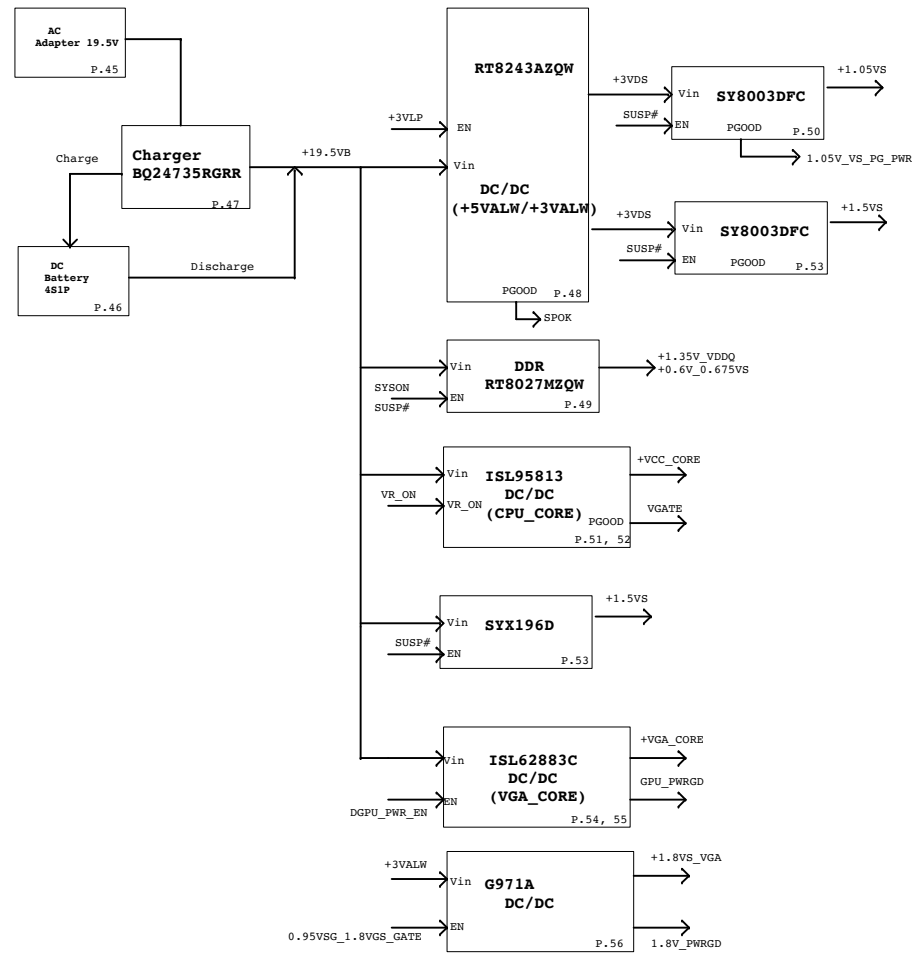 AC
Adapter 19.5V
P.45
Charge
Charger
BQ24735RGRR
P.47
+19.5VB
DC
Battery
4S1P
P.46
Discharge
RT8243AZQW
+3VLP
EN
Vin
DC/DC
(+5VALW/+3VALW)
PGOOD
P.48
SPOK
+3VDS
Vin
SUSP#
EN
SY8003DFC
PGOOD
P.50
+1.05VS
1.05V_VS_PG_PWR
+3VDS
Vin
SUSP#
EN
SY8003DFC
PGOOD
P.53
+1.5VS
Vin
DDR
RT8027MZQW
SYSON
SUSP#
EN
P.49
+1.35V_VDDQ
+0.6V_0.675VS
Vin
ISL95813
DC/DC
(CPU_CORE)
VR_ON
VR_ON
PGOOD
P.51, 52
+VCC_CORE
VGATE
Vin
SYX196D
SUSP#
EN
P.53
+1.5VS
Vin
ISL62883C
DC/DC
(VGA_CORE)
DGPU_PWR_EN
EN
P.54, 55
+VGA_CORE
GPU_PWRGD
+3VALW
Vin
G971A
DC/DC
0.95VSG_1.8VGS_GATE
EN
P.56
+1.8VS_VGA
1.8V_PWRGD